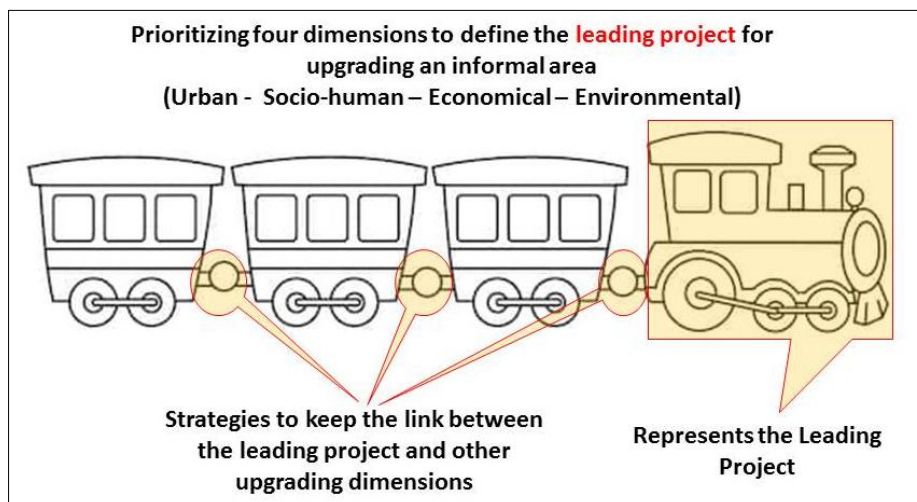 Prioritizing four dimensions to define the leading project for
upgrading an informal area
(Urban - Socio-human – Economical – Environmental)
Strategies to keep the link between
the leading project and other
upgrading dimensions
Represents the Leading
Project